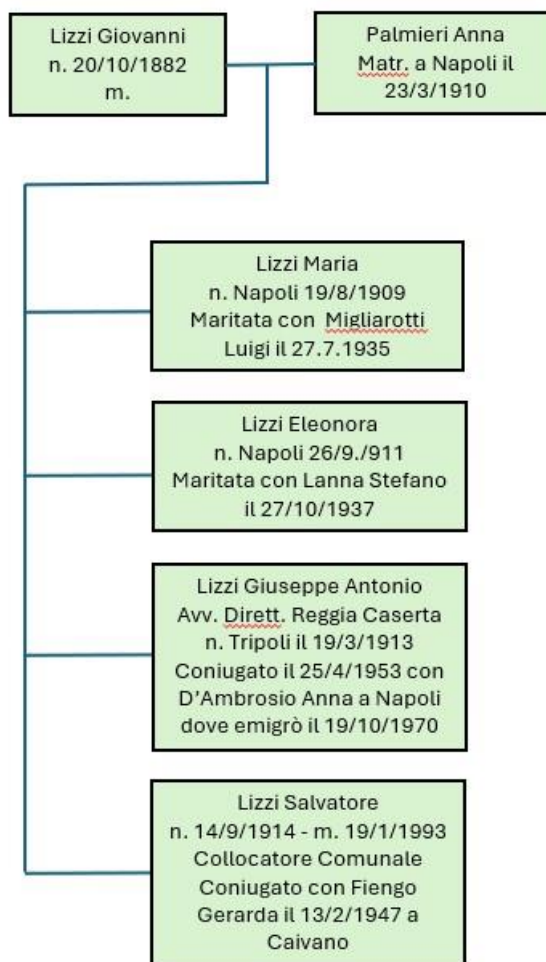 Lizzi Giovanni
n. 20/10/1882
m.
Palmieri Anna
Matr. a Napoli il
23/3/1910
Lizzi Maria
n. Napoli 19/8/1909
Maritata con Migliarotti
Luigi il 27.7.1935
Lizzi Eleonora
n. Napoli 26/9./911
Maritata con Lanna Stefano
il 27/10/1937
Lizzi Giuseppe Antonio
Avv. Dirett. Reggia Caserta
n. Tripoli il 19/3/1913
Coniugato il 25/4/1953 con
D’Ambrosio Anna a Napoli
dove emigrò il 19/10/1970
Lizzi Salvatore
n. 14/9/1914 - m. 19/1/1993
Collocatore Comunale
Coniugato con Fiengo
Gerarda il 13/2/1947 a
Caivano